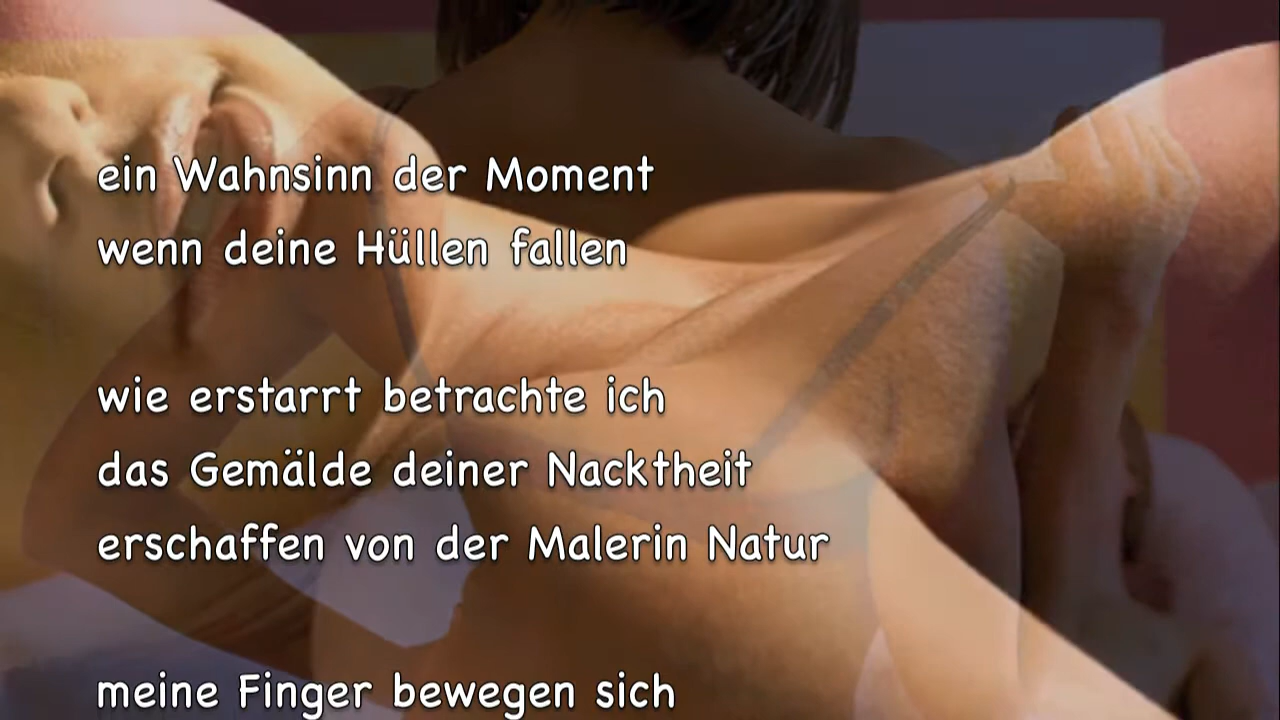 ein Wahnsinn der Moment
wenn deine Hüllen fallen
wie erstarrt betrachte ich
das Gemälde deiner Nacktheit
erschaffen von der Malerin Natur
meine Finger bewegen sich